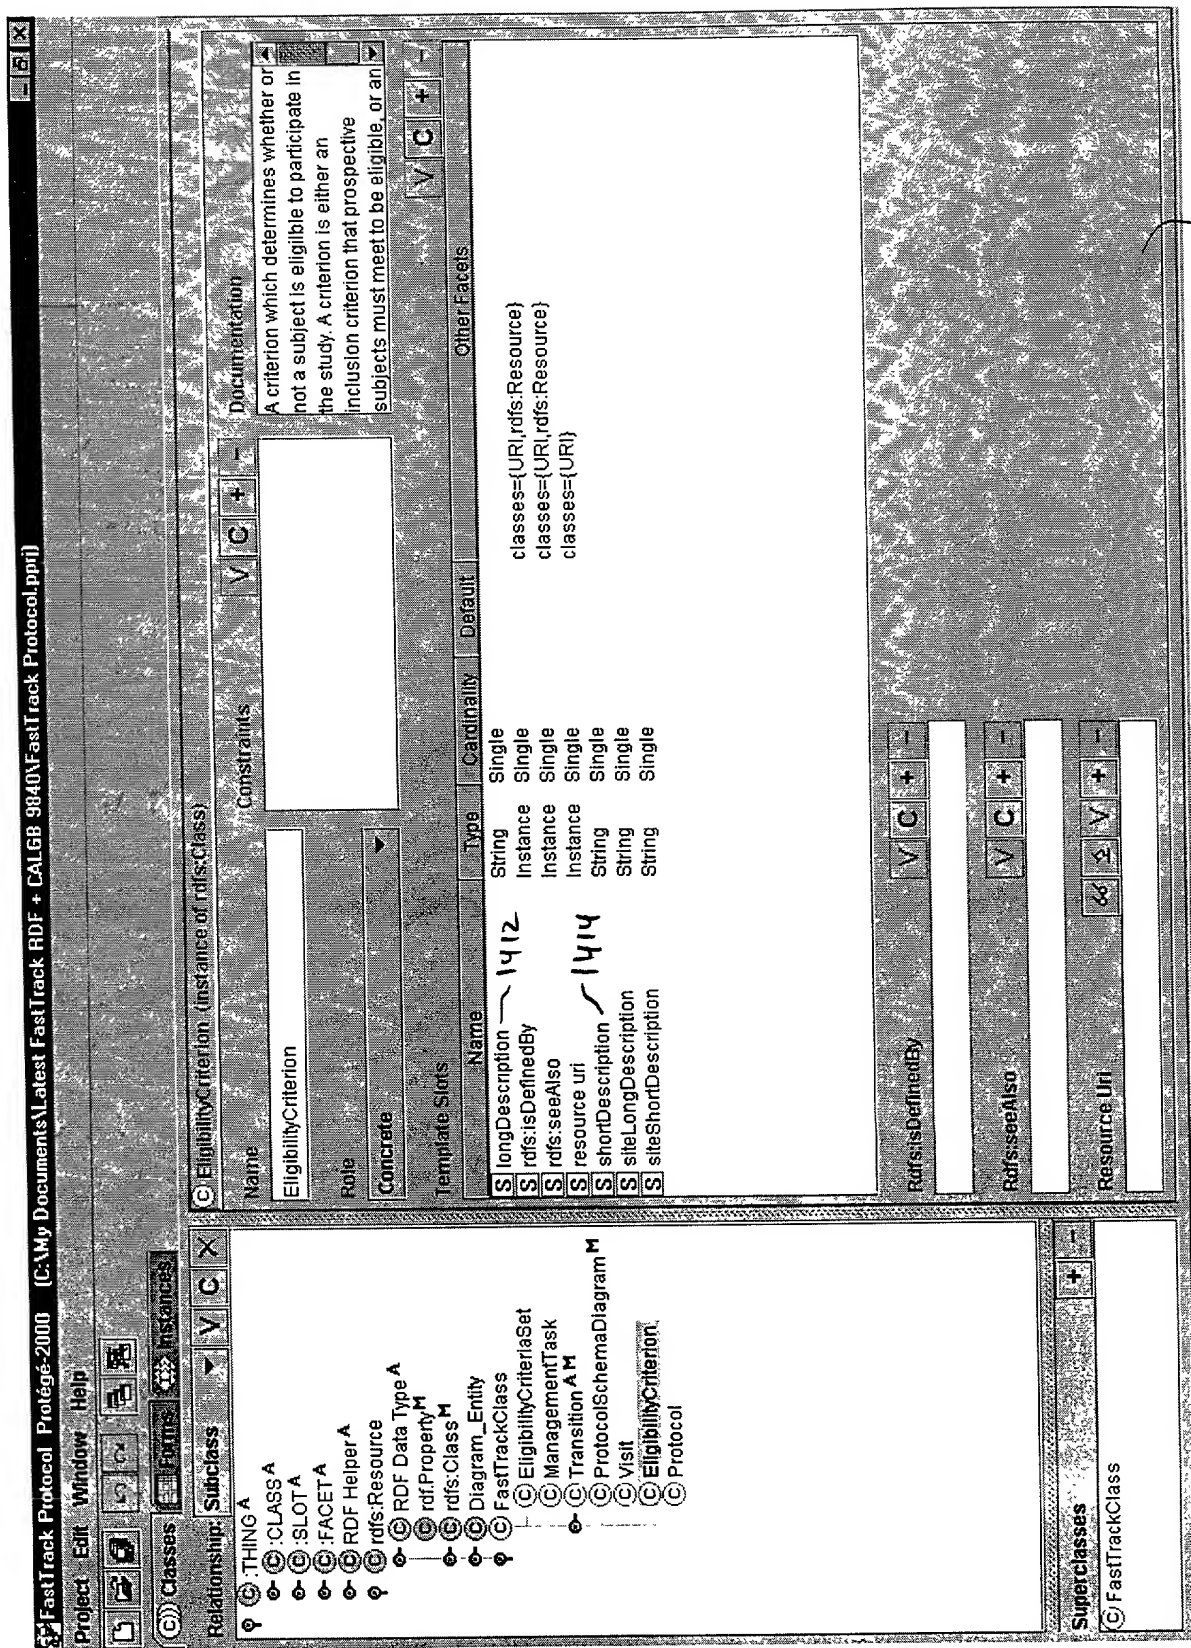 FastTrack Protocol Protégé-2000 [C:\My Documents\Latest FastTrack RDF + CALGB 9840\FastTrack Protocol.pprj]
Project Edit Window Help
C Classes Forms Instances
Relationship: Subclass V C X
C :THING A
C :CLASS A
C :SLOT A
C :FACET A
C RDF Helper A
C rdfs:Resource
C RDF Data Type A
C rdf:Property M
C rdfs:Class M
C Diagram_Entity
C FastTrackClass
C EligibilityCriteriaSet
C ManagementTask
C Transition A M
C ProtocolSchemaDiagram M
C Visit
C EligibilityCriterion
C Protocol
Superclasses + -
C FastTrackClass
C EligibilityCriterion (instance of rdfs:Class)
Name
EligibilityCriterion
Role
Concrete
Constraints V C + -
Documentation
A criterion which determines whether or
not a subject is eligilble to participate in
the study. A criterion is either an
inclusion criterion that prospective
subjects must meet to be eligible, or an
Template Slots V C + -
Name Type Cardinality Default Other Facets
S longDescription 1412 String Single
S rdfs:isDefinedBy Instance Single classes={URI,rdfs:Resource}
S rdfs:seeAlso Instance Single classes={URI,rdfs:Resource}
S resource uri Instance Single classes={URI}
S shortDescription 1414 String Single
S siteLongDescription String Single
S siteShortDescription String Single
Rdfs:isDefinedBy V C + -
Rdfs:seeAlso V C + -
Resource Uri V + -